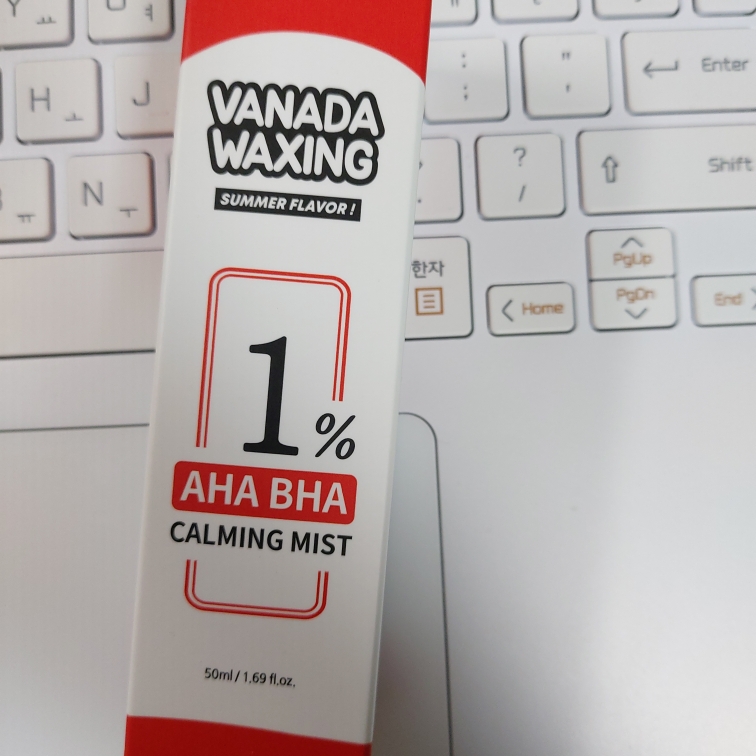 VANADA
WAXING
SUMMER FLAVOR!
1%
AHA BHA
CALMING MIST
50ml / 1.69 fl.oz.
Y ㅛ
H ㅗ
J
N ㅜ
ㅠ
: ;
" '
Enter
? /
Shift
한자
Home
PgUp
PgDn
End